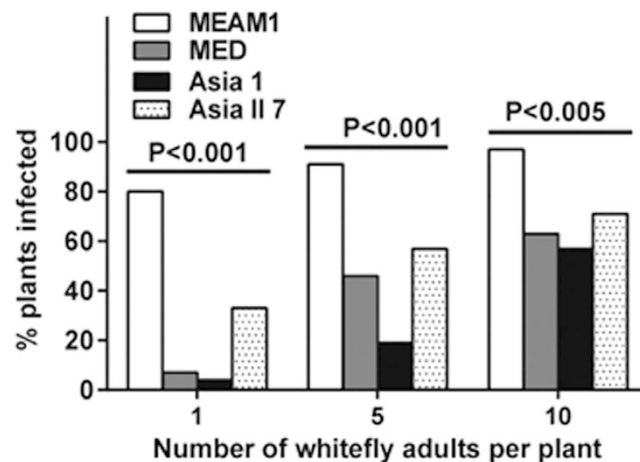 MEAM1
MED
Asia 1
Asia II 7
% plants infected
100
80
60
40
20
0
P<0.001
P<0.001
P<0.005
1 5 10
Number of whitefly adults per plant